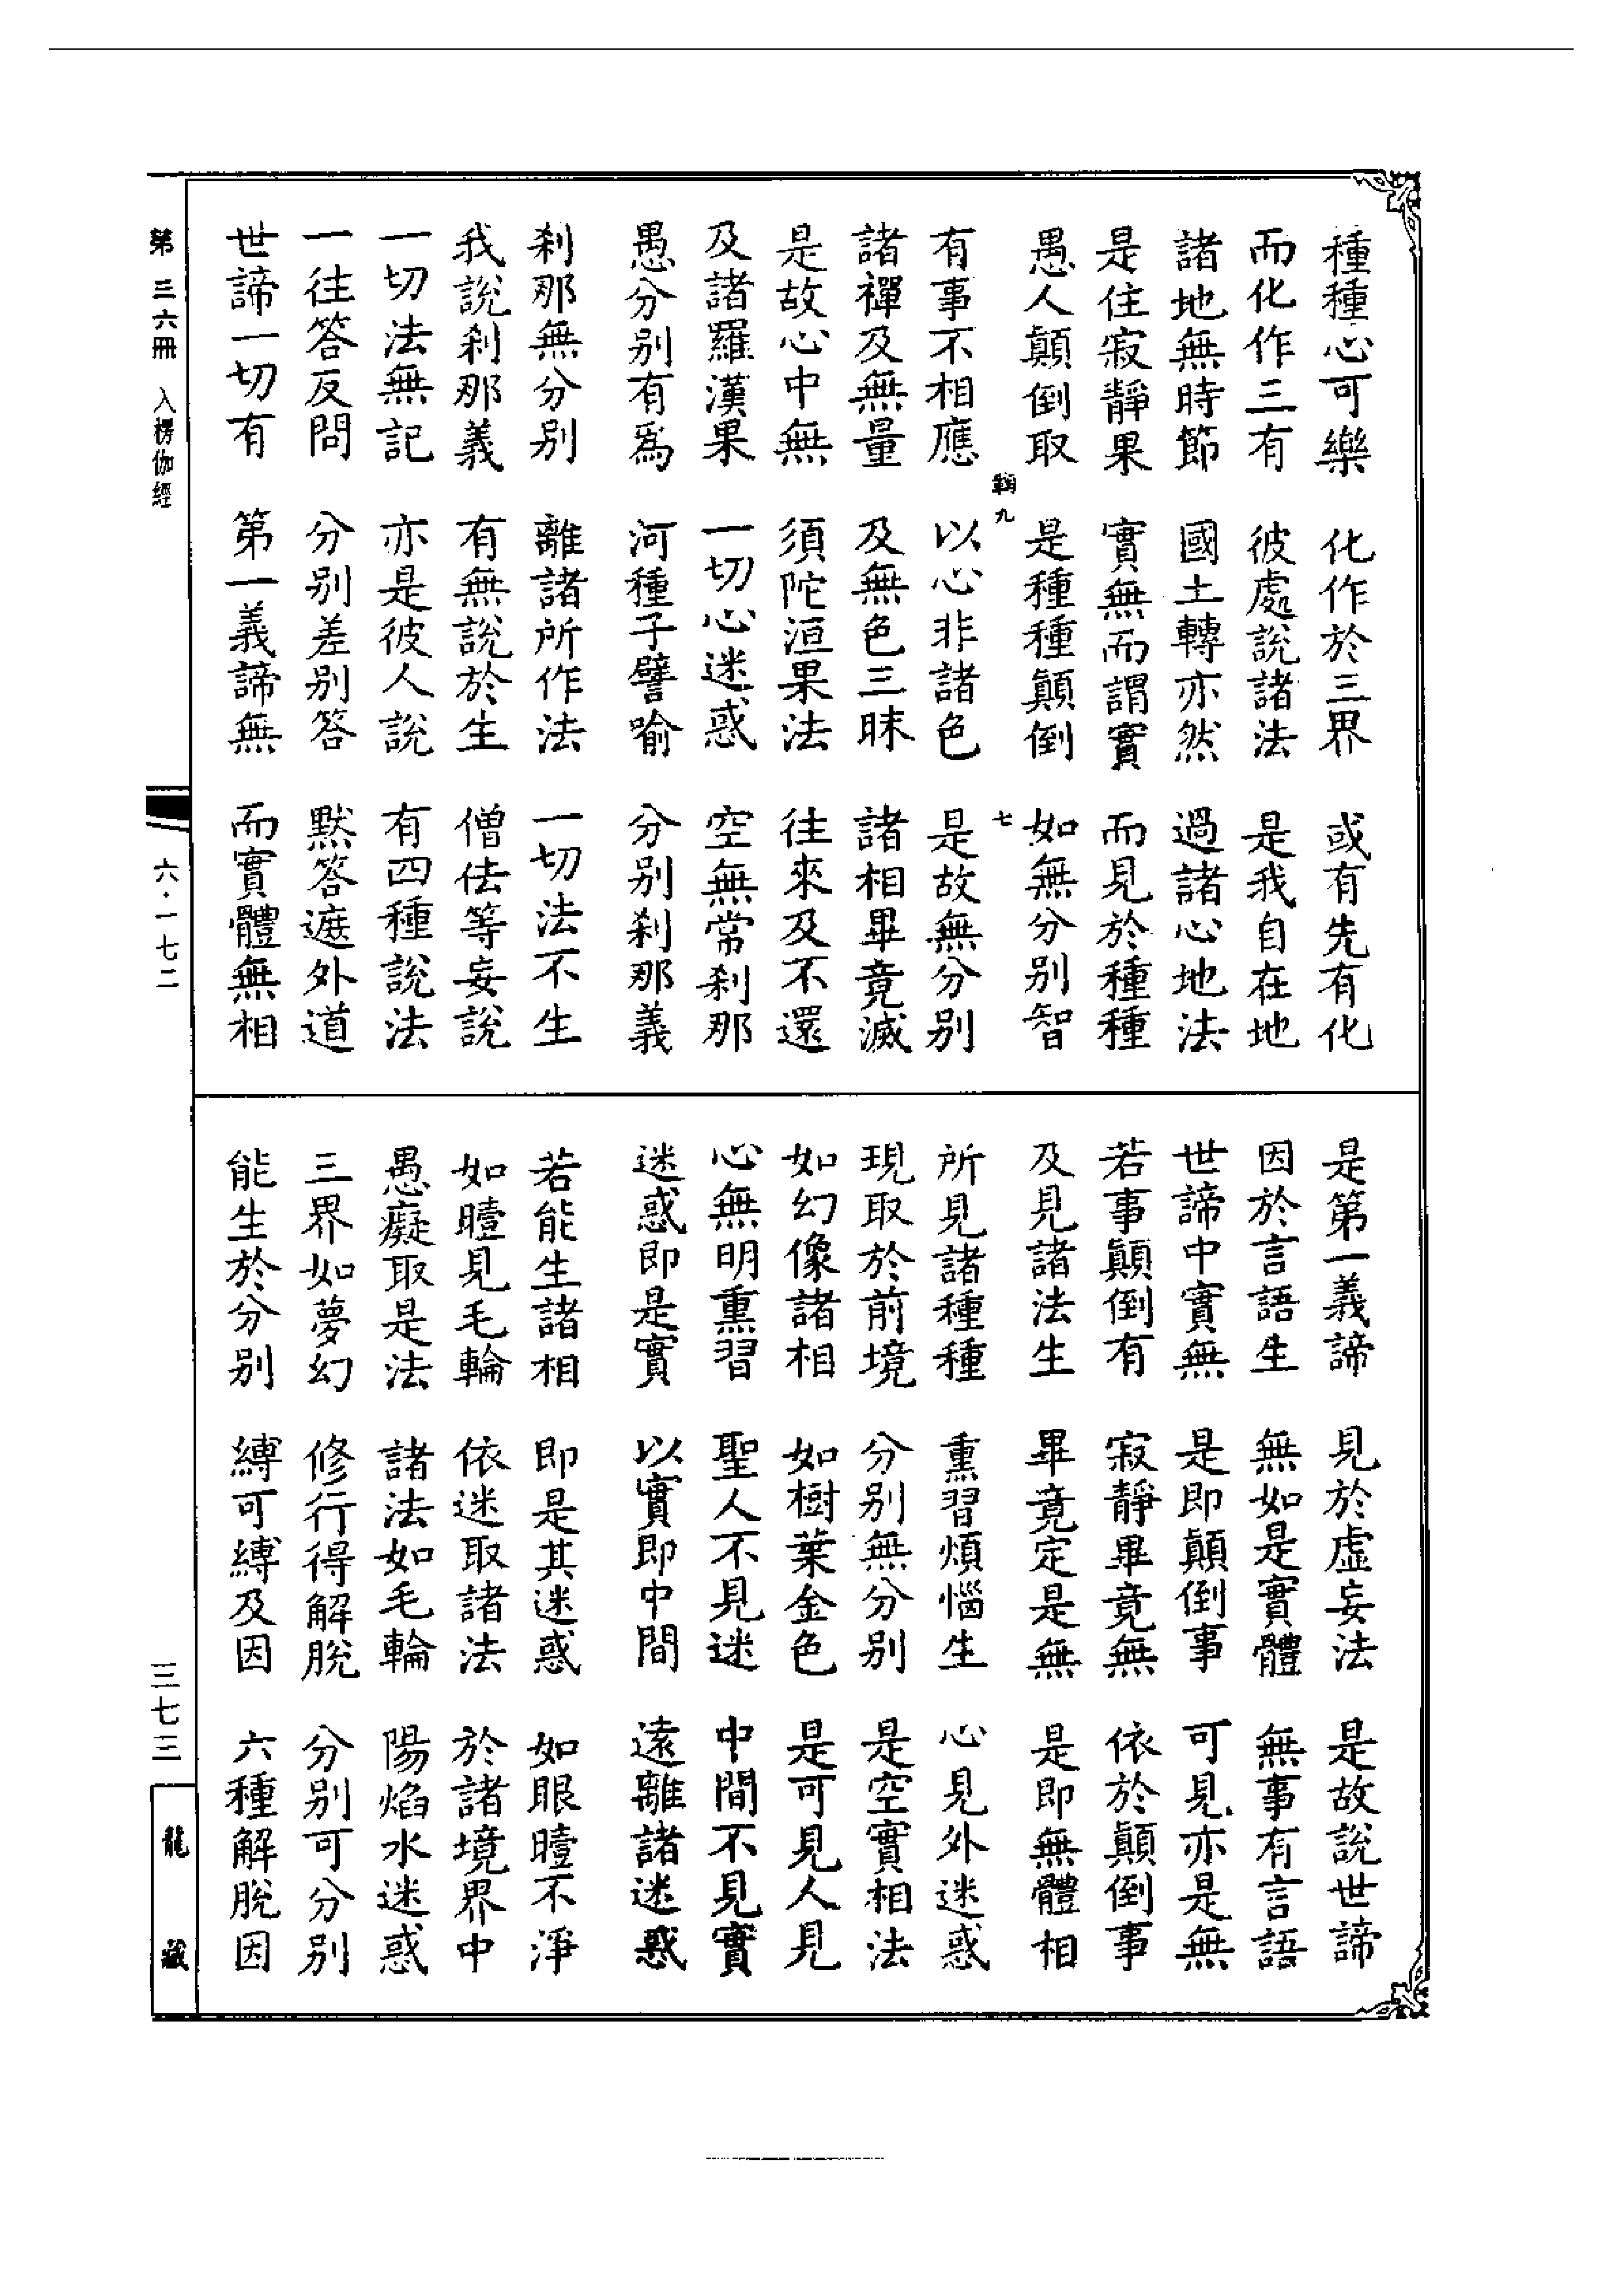 種種心可樂　化作於三界　或有先有化
而化作三有　彼處說諸法　是我自在地
諸地無時節　國土轉亦然　過諸心地法
是住寂靜果　實無而謂實　而見於種種
愚人顛倒取　是種種顛倒　如無分別智
鞠九　七
有事不相應　以心非諸色　是故無分別
諸禪及無量　及無色三昧　諸相畢竟滅
是故心中無　須陀洹果法　往來及不還
及諸羅漢果　一切心迷惑　空無常刹那
愚分別有爲　河種子譬喻　分別刹那義
刹那無分別　離諸所作法　一切法不生
我說刹那義　有無說於生　僧佉等妄說
一切法無記　亦是彼人說　有四種說法
一往答反問　分別差別答　默答遮外道
世諦一切有　第一義諦無　而實體無相
是第一義諦　見於虛妄法　是故說世諦
因於言語生　無如是實體　無事有言語
世諦中實無　是即顛倒事　可見亦是無
若事顛倒有　寂靜畢竟無　依於顛倒事
及見諸法生　畢竟定是無　是即無體相
所見諸種種　熏習煩惱生　心見外迷惑
現取於前境　分別無分別　是空實相法
如幻像諸相　如樹葉金色　是可見人見
心無明熏習　聖人不見迷　中間不見實
迷惑即是實　以實即中間　遠離諸迷惑
若能生諸相　即是其迷惑　如眼曀不淨
如曀見毛輪　依迷取諸法　於諸境界中
愚癡取是法　諸法如毛輪　陽焰水迷惑
三界如夢幻　修行得解脫　分別可分別
能生於分別　縛可縛及因　六種解脫因
第三六冊　入楞伽經
六·一七二
三七三
龍藏